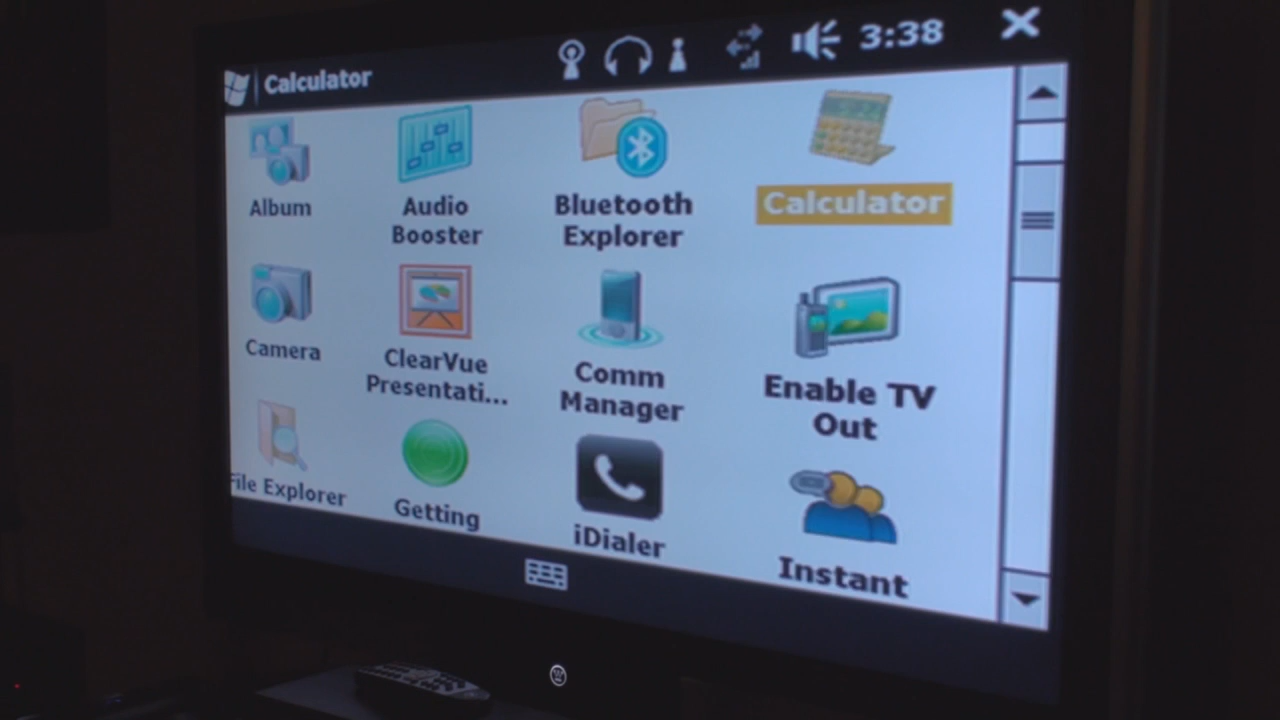 Calculator
3:38
Album
Audio
Booster
Bluetooth
Explorer
Calculator
Camera
ClearVue
Presentati...
Comm
Manager
Enable TV
Out
File Explorer
Getting
iDialer
Instant